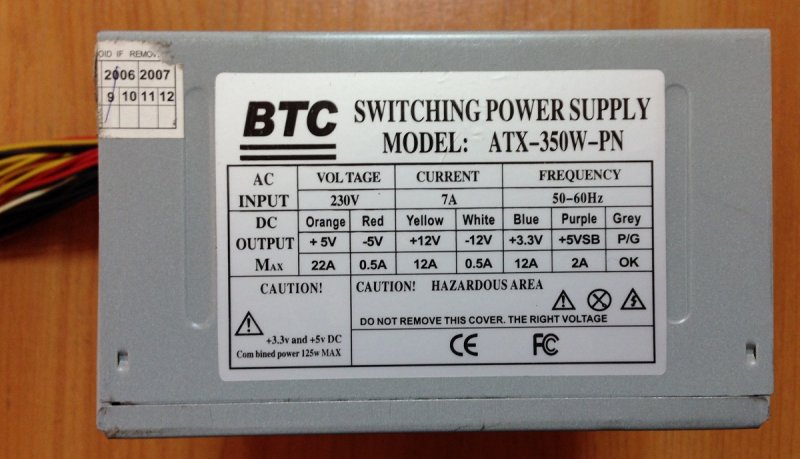 OID IF REMOV
2006 2007
9 10 11 12
BTC
SWITCHING POWER SUPPLY
MODEL: ATX-350W-PN
AC INPUT
VOLTAGE CURRENT FREQUENCY
230V 7A 50-60Hz
DC OUTPUT MAX
Orange Red Yellow White Blue Purple Grey
+5V -5V +12V -12V +3.3V +5VSB P/G
22A 0.5A 12A 0.5A 12A 2A OK
CAUTION!
+3.3v and +5v DC
Com bined power 125w MAX
CAUTION! HAZARDOUS AREA
DO NOT REMOVE THIS COVER. THE RIGHT VOLTAGE
CE FC